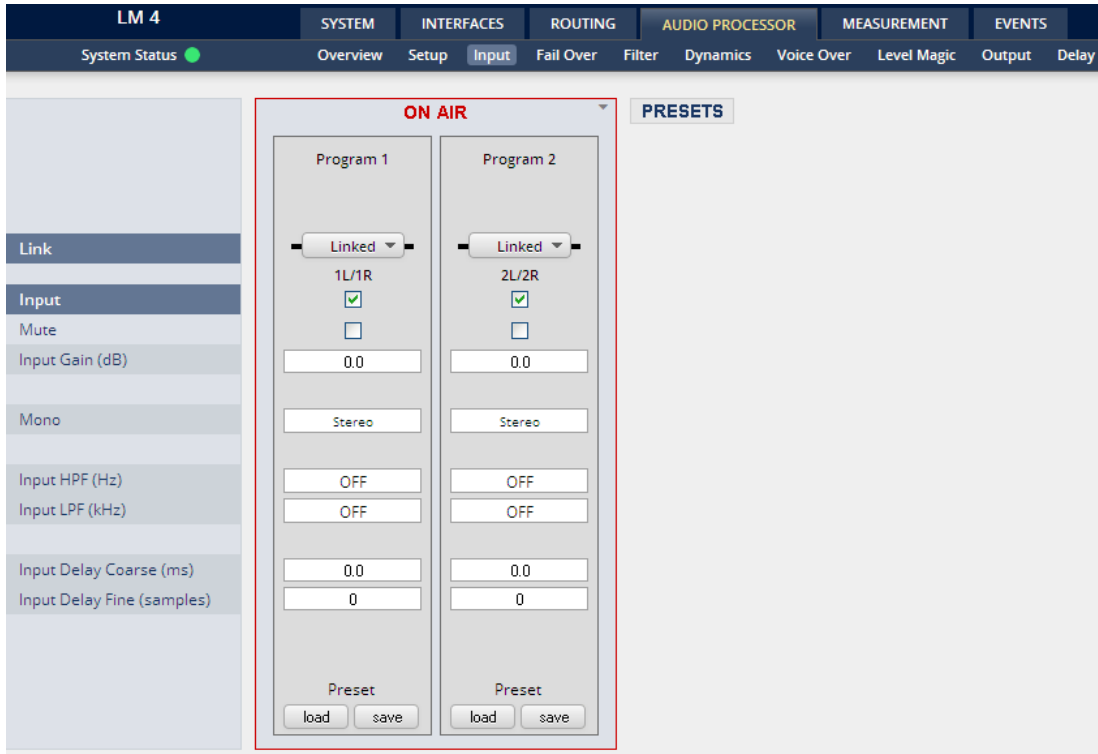 LM 4 SYSTEM INTERFACES ROUTING AUDIO PROCESSOR MEASUREMENT EVENTS
System Status Overview Setup Input Fail Over Filter Dynamics Voice Over Level Magic Output Delay
ON AIR PRESETS
Program 1 Program 2
Link Linked Linked
1L/1R 2L/2R
Input
Mute
Input Gain (dB) 0.0 0.0
Mono Stereo Stereo
Input HPF (Hz) OFF OFF
Input LPF (kHz) OFF OFF
Input Delay Coarse (ms) 0.0 0.0
Input Delay Fine (samples) 0 0
Preset Preset
load save load save